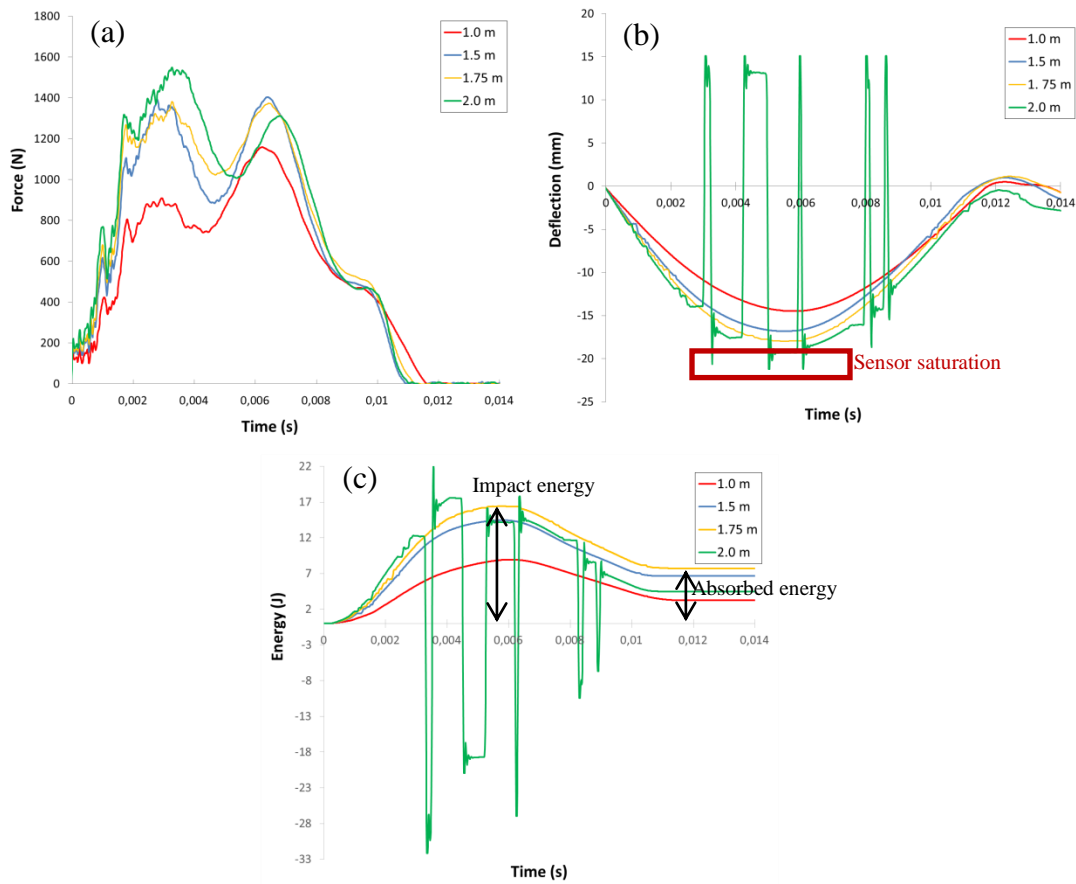 (a)
1800
1600
1400
1200
1000
800
600
400
200
0
Force (N)
0
0,002
0,004
0,006
0,008
0,01
0,012
0,014
Time (s)
1.0 m
1.5 m
1.75 m
2.0 m
(b)
20
15
10
5
0
-5
-10
-15
-20
-25
Deflection (mm)
0
0,002
0,004
0,006
0,008
0,01
0,012
0,014
Time (s)
1.0 m
1.5 m
1. 75 m
2.0 m
Sensor saturation
(c)
22
17
12
7
2
-3
-8
-13
-18
-23
-28
-33
Energy (J)
0
0,002
0,004
0,006
0,008
0,01
0,012
0,014
Time (s)
Impact energy
1.0 m
1.5 m
1.75 m
2.0 m
Absorbed energy